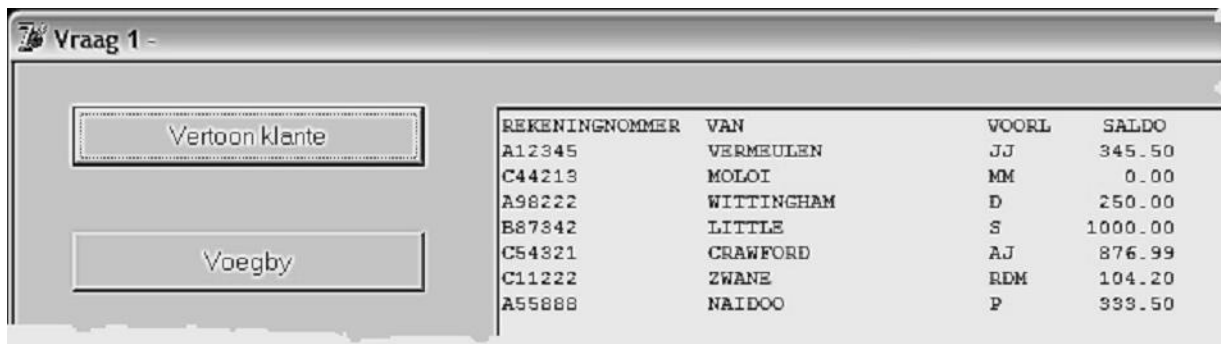 Vraag 1 -
Vertoon klante
Voegby
REKENINGNOMMER VAN VOORL SALDO
A12345 VERMEULEN JJ 345.50
C44213 MOLOI MM 0.00
A98222 WITTINGHAM D 250.00
B87342 LITTLE S 1000.00
C54321 CRAWFORD AJ 876.99
C11222 ZWANE RDM 104.20
A55888 NAIDOO P 333.50